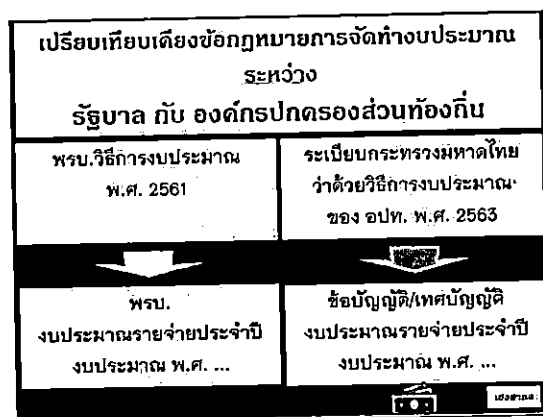 เปรียบเทียบเคียงข้อกฎหมายการจัดทำงบประมาณ
ระหว่าง
รัฐบาล กับ องค์กรปกครองส่วนท้องถิ่น
พรบ.วิธีการงบประมาณ
พ.ศ. 2561
ระเบียบกระทรวงมหาดไทย
ว่าด้วยวิธีการงบประมาณ
ของ อปท. พ.ศ. 2563
พรบ.
งบประมาณรายจ่ายประจำปี
งบประมาณ พ.ศ. ...
ข้อบัญญัติ/เทศบัญญัติ
งบประมาณรายจ่ายประจำปี
งบประมาณ พ.ศ. ...